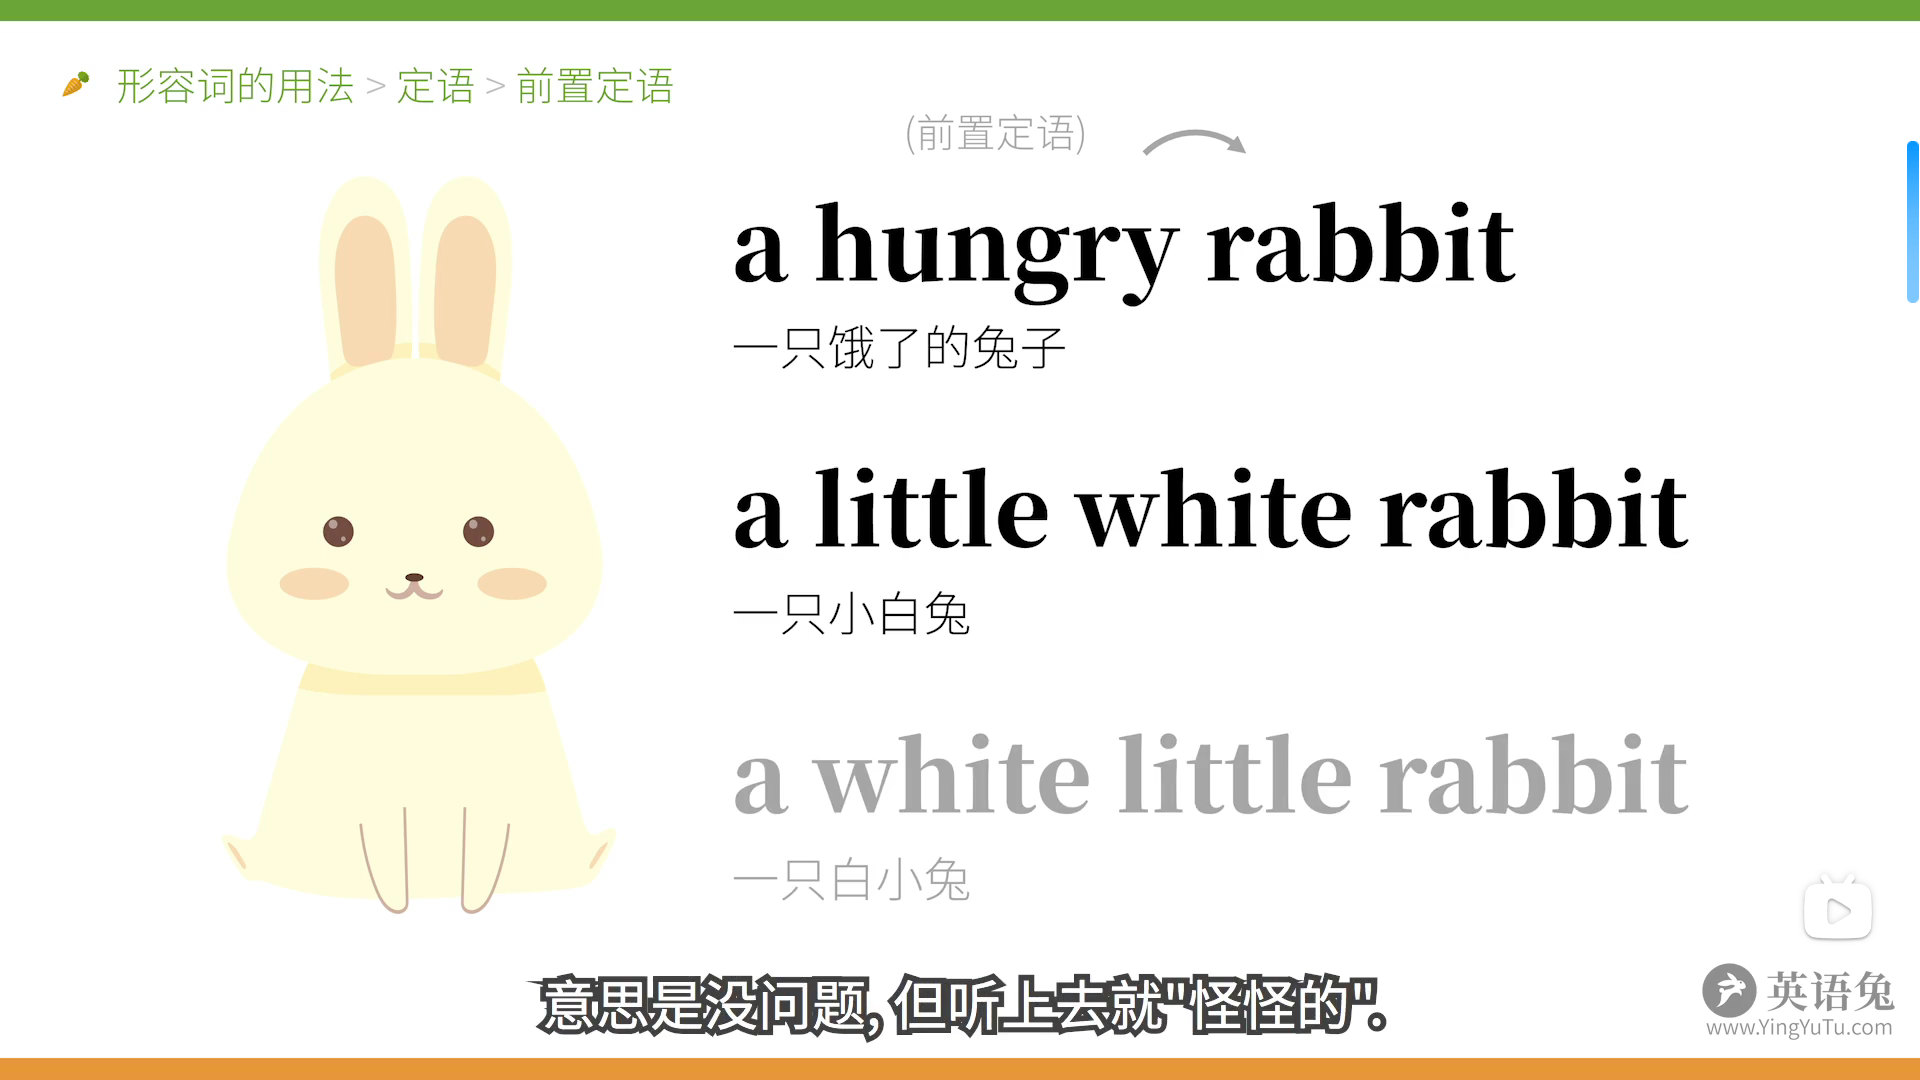 形容词的用法 > 定语 > 前置定语
(前置定语)
a hungry rabbit
一只饿了的兔子
a little white rabbit
一只小白兔
a white little rabbit
一只白小兔
意思是没问题, 但听上去就"怪怪的".
英语兔
www.YingYuTu.com